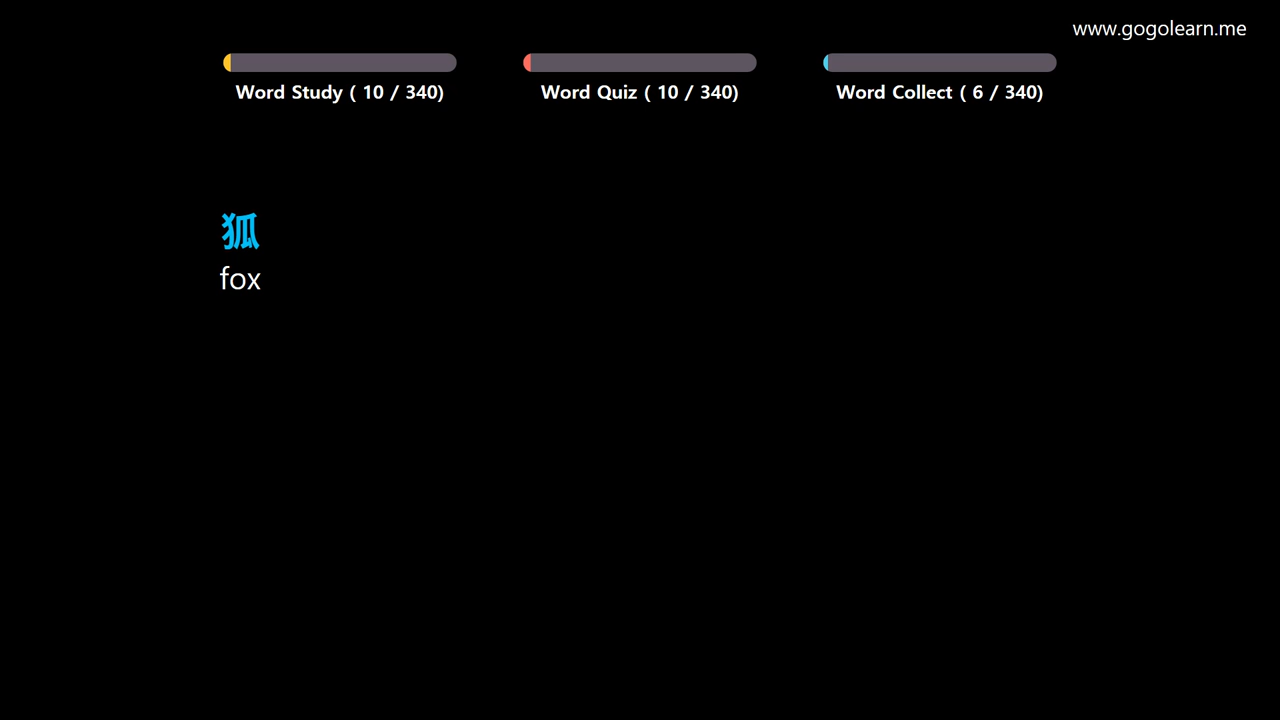 www.gogolearn.me
Word Study ( 10 / 340)
Word Quiz ( 10 / 340)
Word Collect ( 6 / 340)
狐
fox